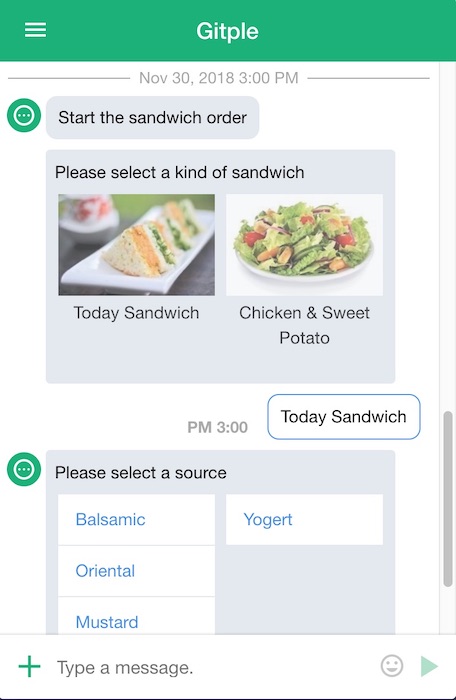 Gitple
Nov 30, 2018 3:00 PM
Start the sandwich order
Please select a kind of sandwich
Today Sandwich
Chicken & Sweet
Potato
Today Sandwich
PM 3:00
Please select a source
Balsamic
Yogert
Oriental
Mustard
Type a message.